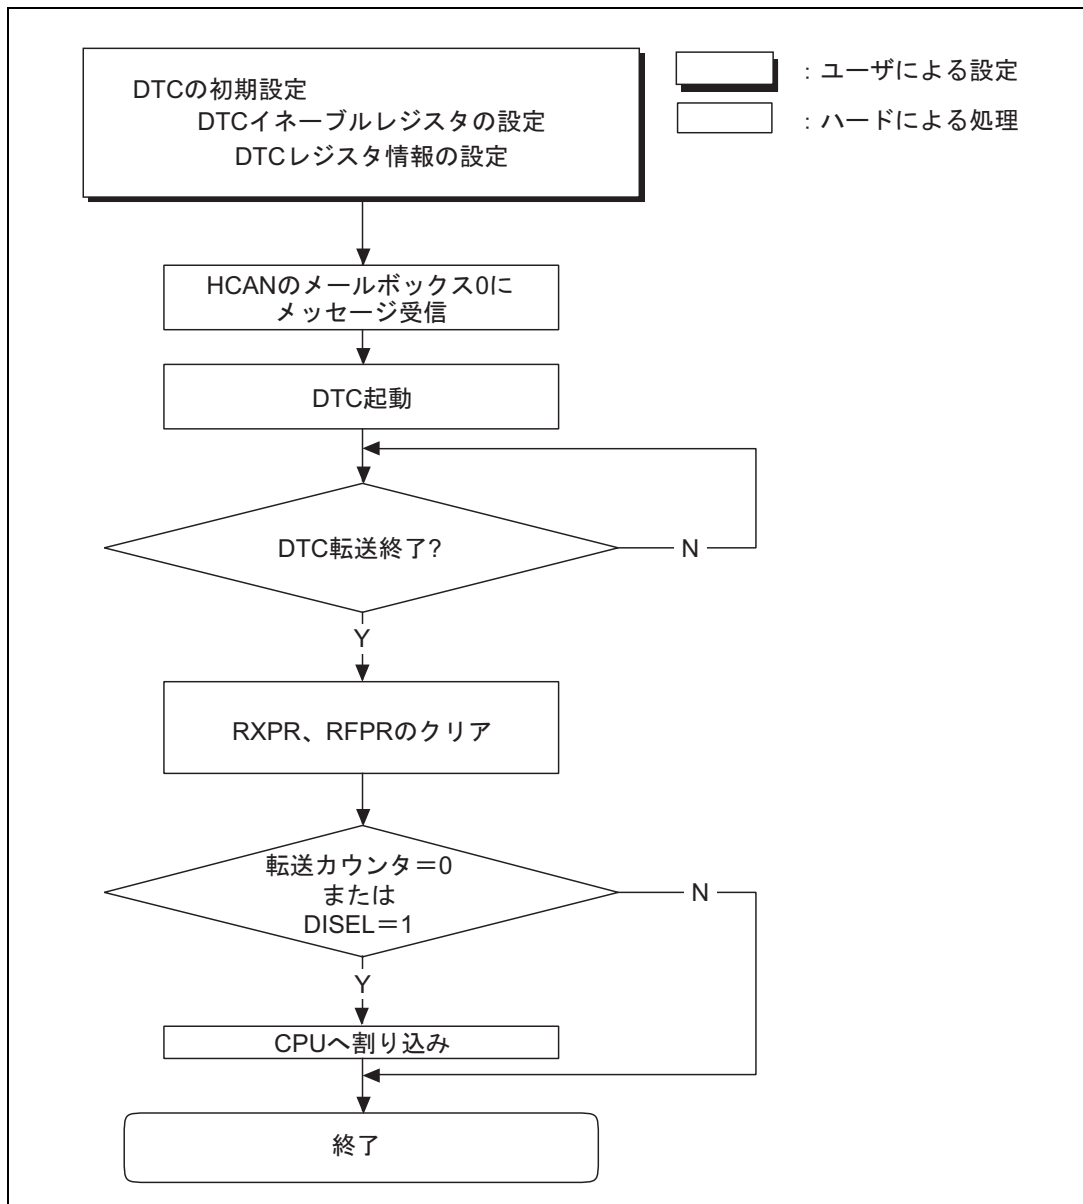 DTCの初期設定
DTCイネーブルレジスタの設定
DTCレジスタ情報の設定
：ユーザによる設定
：ハードによる処理
HCANのメールボックス0に
メッセージ受信
DTC起動
DTC転送終了?
N
Y
RXPR、RFPRのクリア
転送カウンタ＝0
または
DISEL＝1
N
Y
CPUへ割り込み
終了